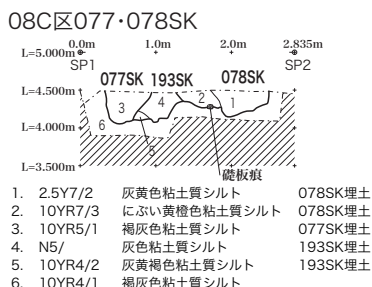 08C区077・078SK
0.0m 1.0m 2.0m 2.835m
L=5.000m
SP1 SP2
077SK 193SK 078SK
L=4.500m
3 4 2 1
L=4.000m
6
5
L=3.500m
礎板痕
1. 2.5Y7/2 灰黄色粘土質シルト 078SK埋土
2. 10YR7/3 にぶい黄橙色粘土質シルト 078SK埋土
3. 10YR5/1 褐灰色粘土質シルト 077SK埋土
4. N5/ 灰色粘土質シルト 193SK埋土
5. 10YR4/2 灰黄褐色粘土質シルト 193SK埋土
6. 10YR4/1 褐灰色粘土質シルト